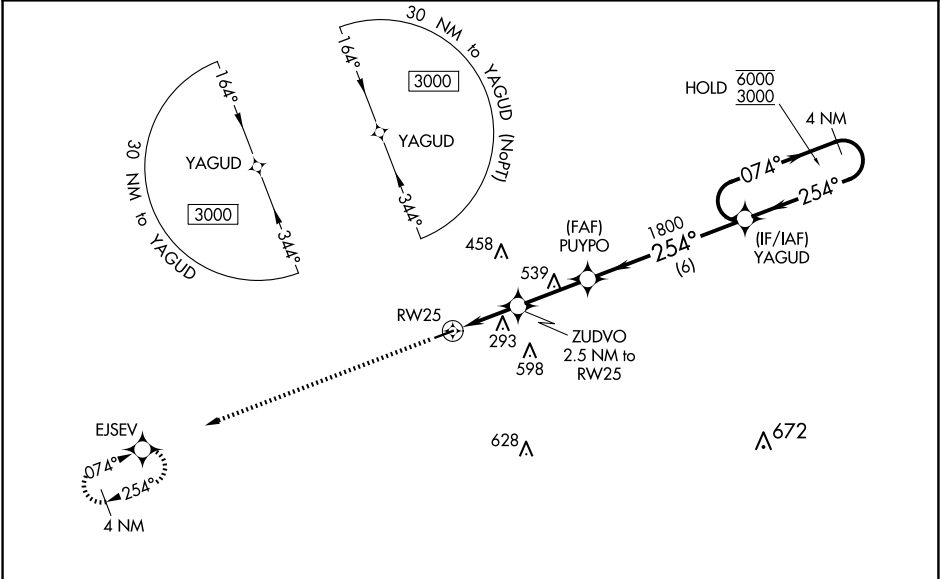 30 NM to YAGUD
164°
YAGUD
3000
344°
30 NM to YAGUD (NoPT)
164°
3000
YAGUD
344°
HOLD 6000
3000
4 NM
074°
254°
(IF/IAF)
YAGUD
1800
254°
(6)
(FAF)
PUYPO
458
539
RW25
293
598
ZUDVO
2.5 NM to
RW25
EJSEV
074°
254°
4 NM
628
672